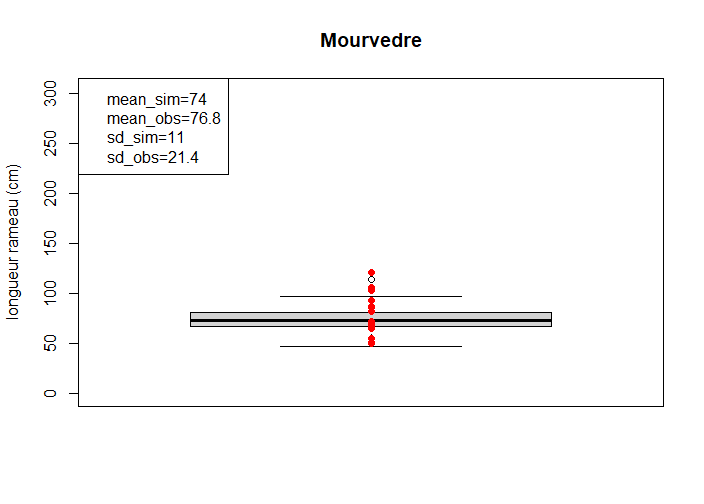 Mourvedre
mean_sim=74
mean_obs=76.8
sd_sim=11
sd_obs=21.4
longueur rameau (cm)
300
250
200
150
100
50
0